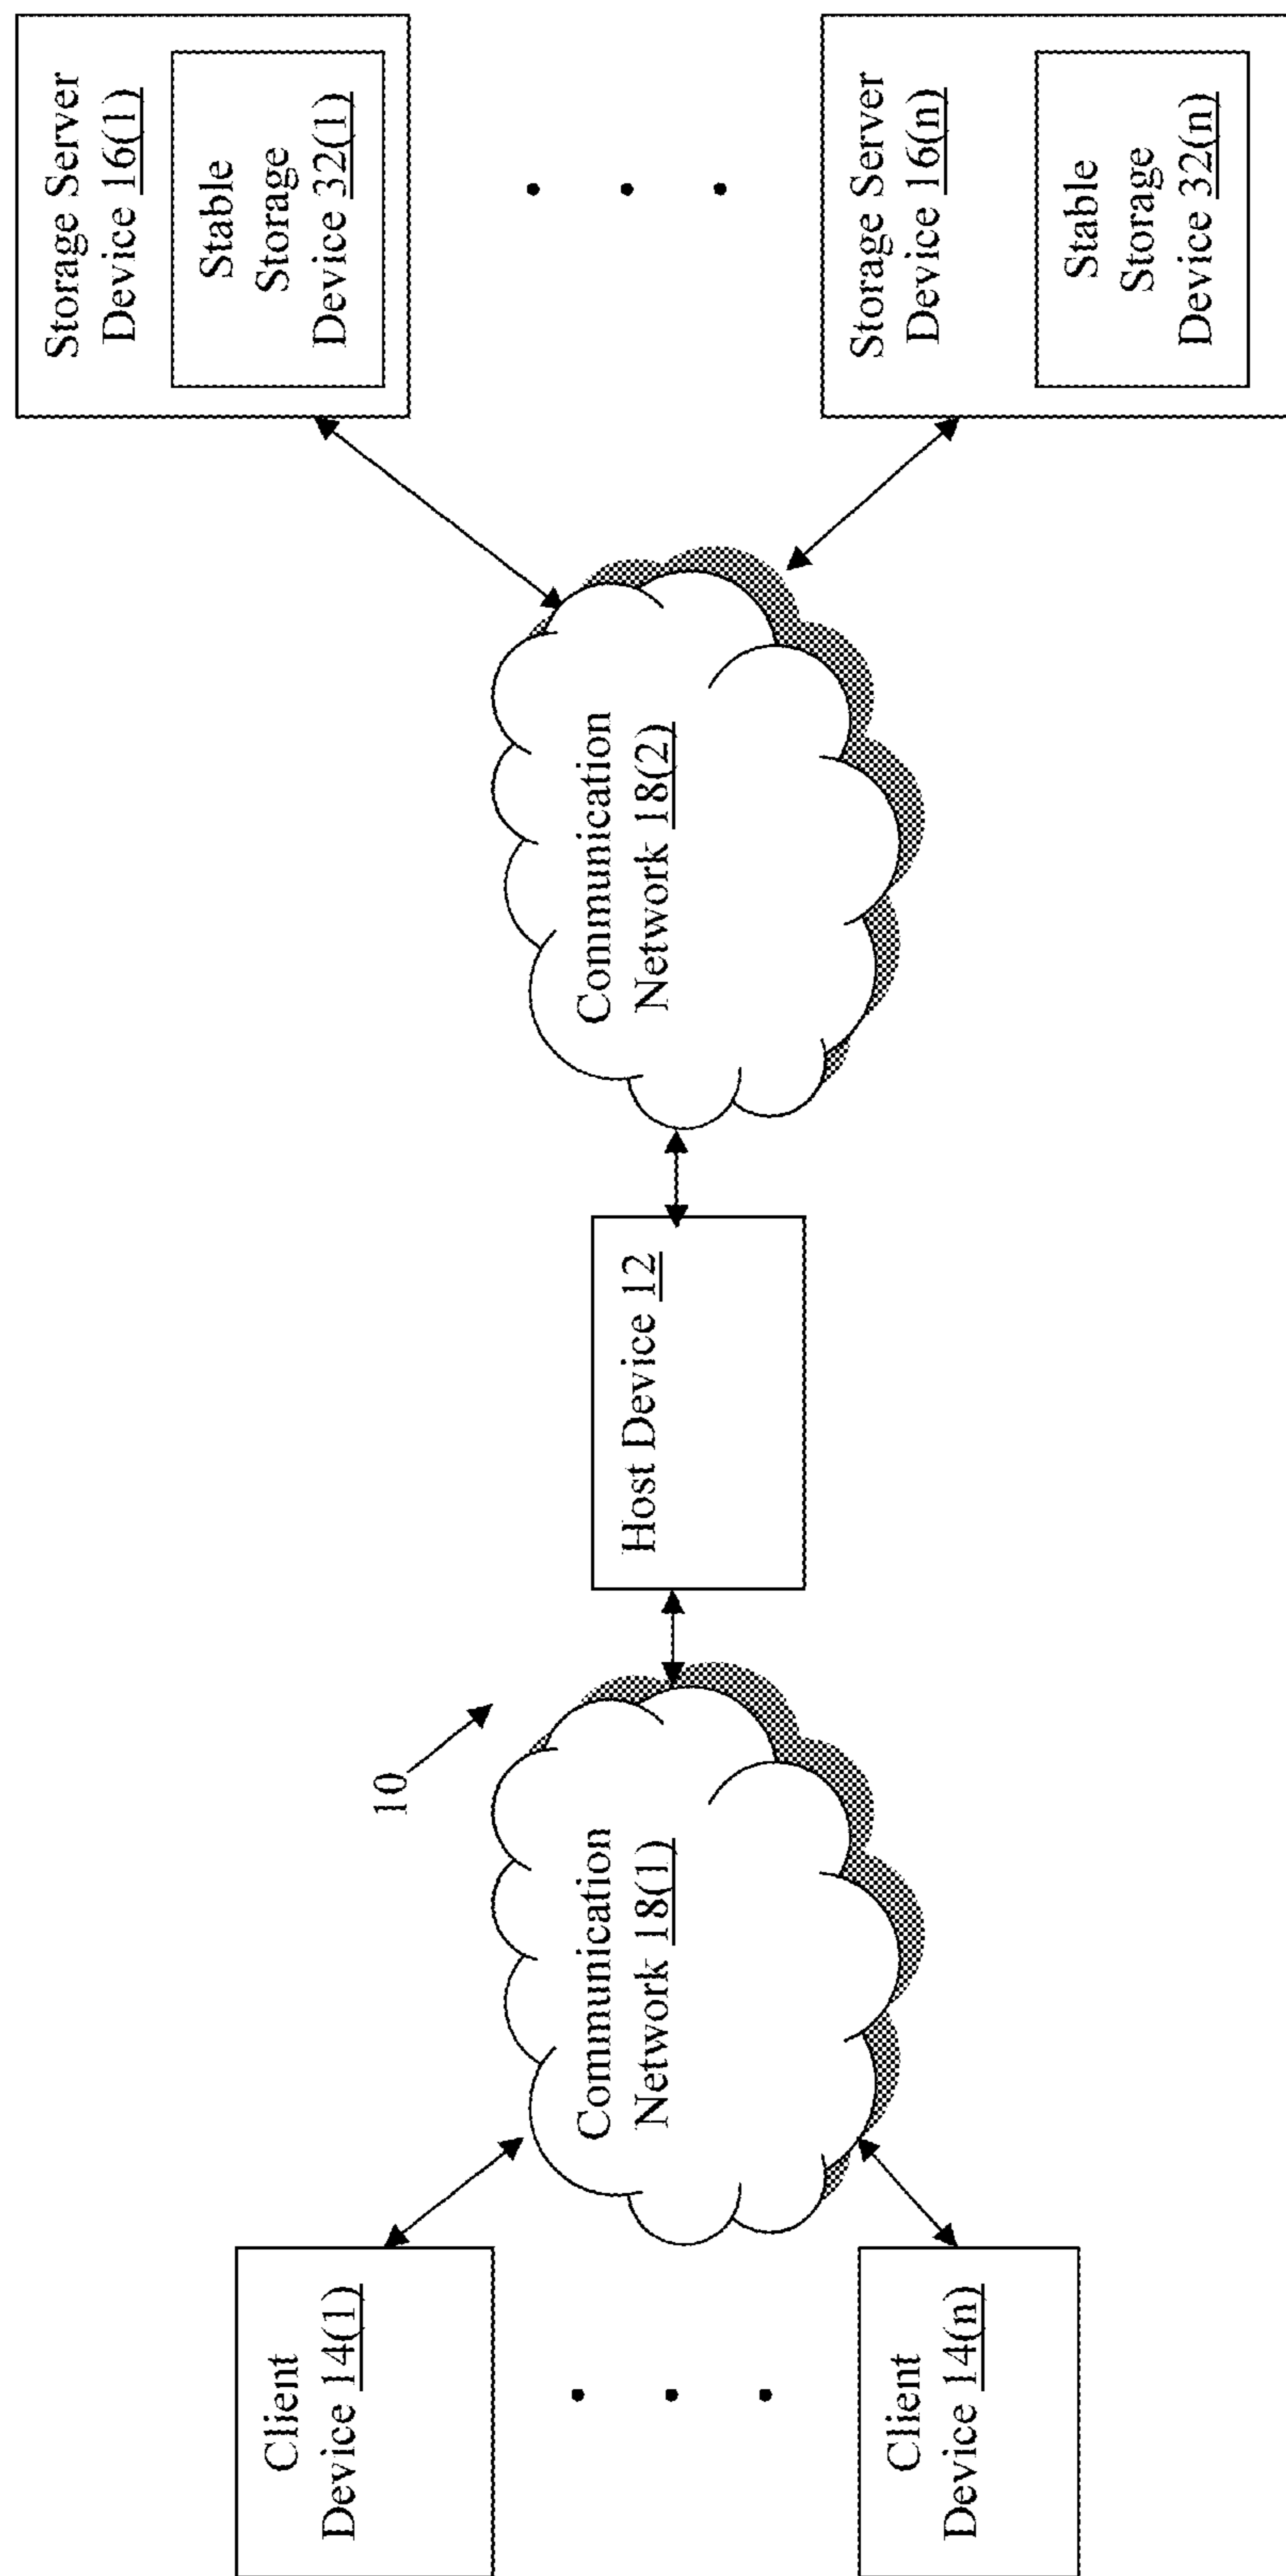 Client
Device 14(1)
Client
Device 14(n)
10
Communication
Network 18(1)
Host Device 12
Communication
Network 18(2)
Storage Server
Device 16(1)
Stable
Storage
Device 32(1)
Storage Server
Device 16(n)
Stable
Storage
Device 32(n)